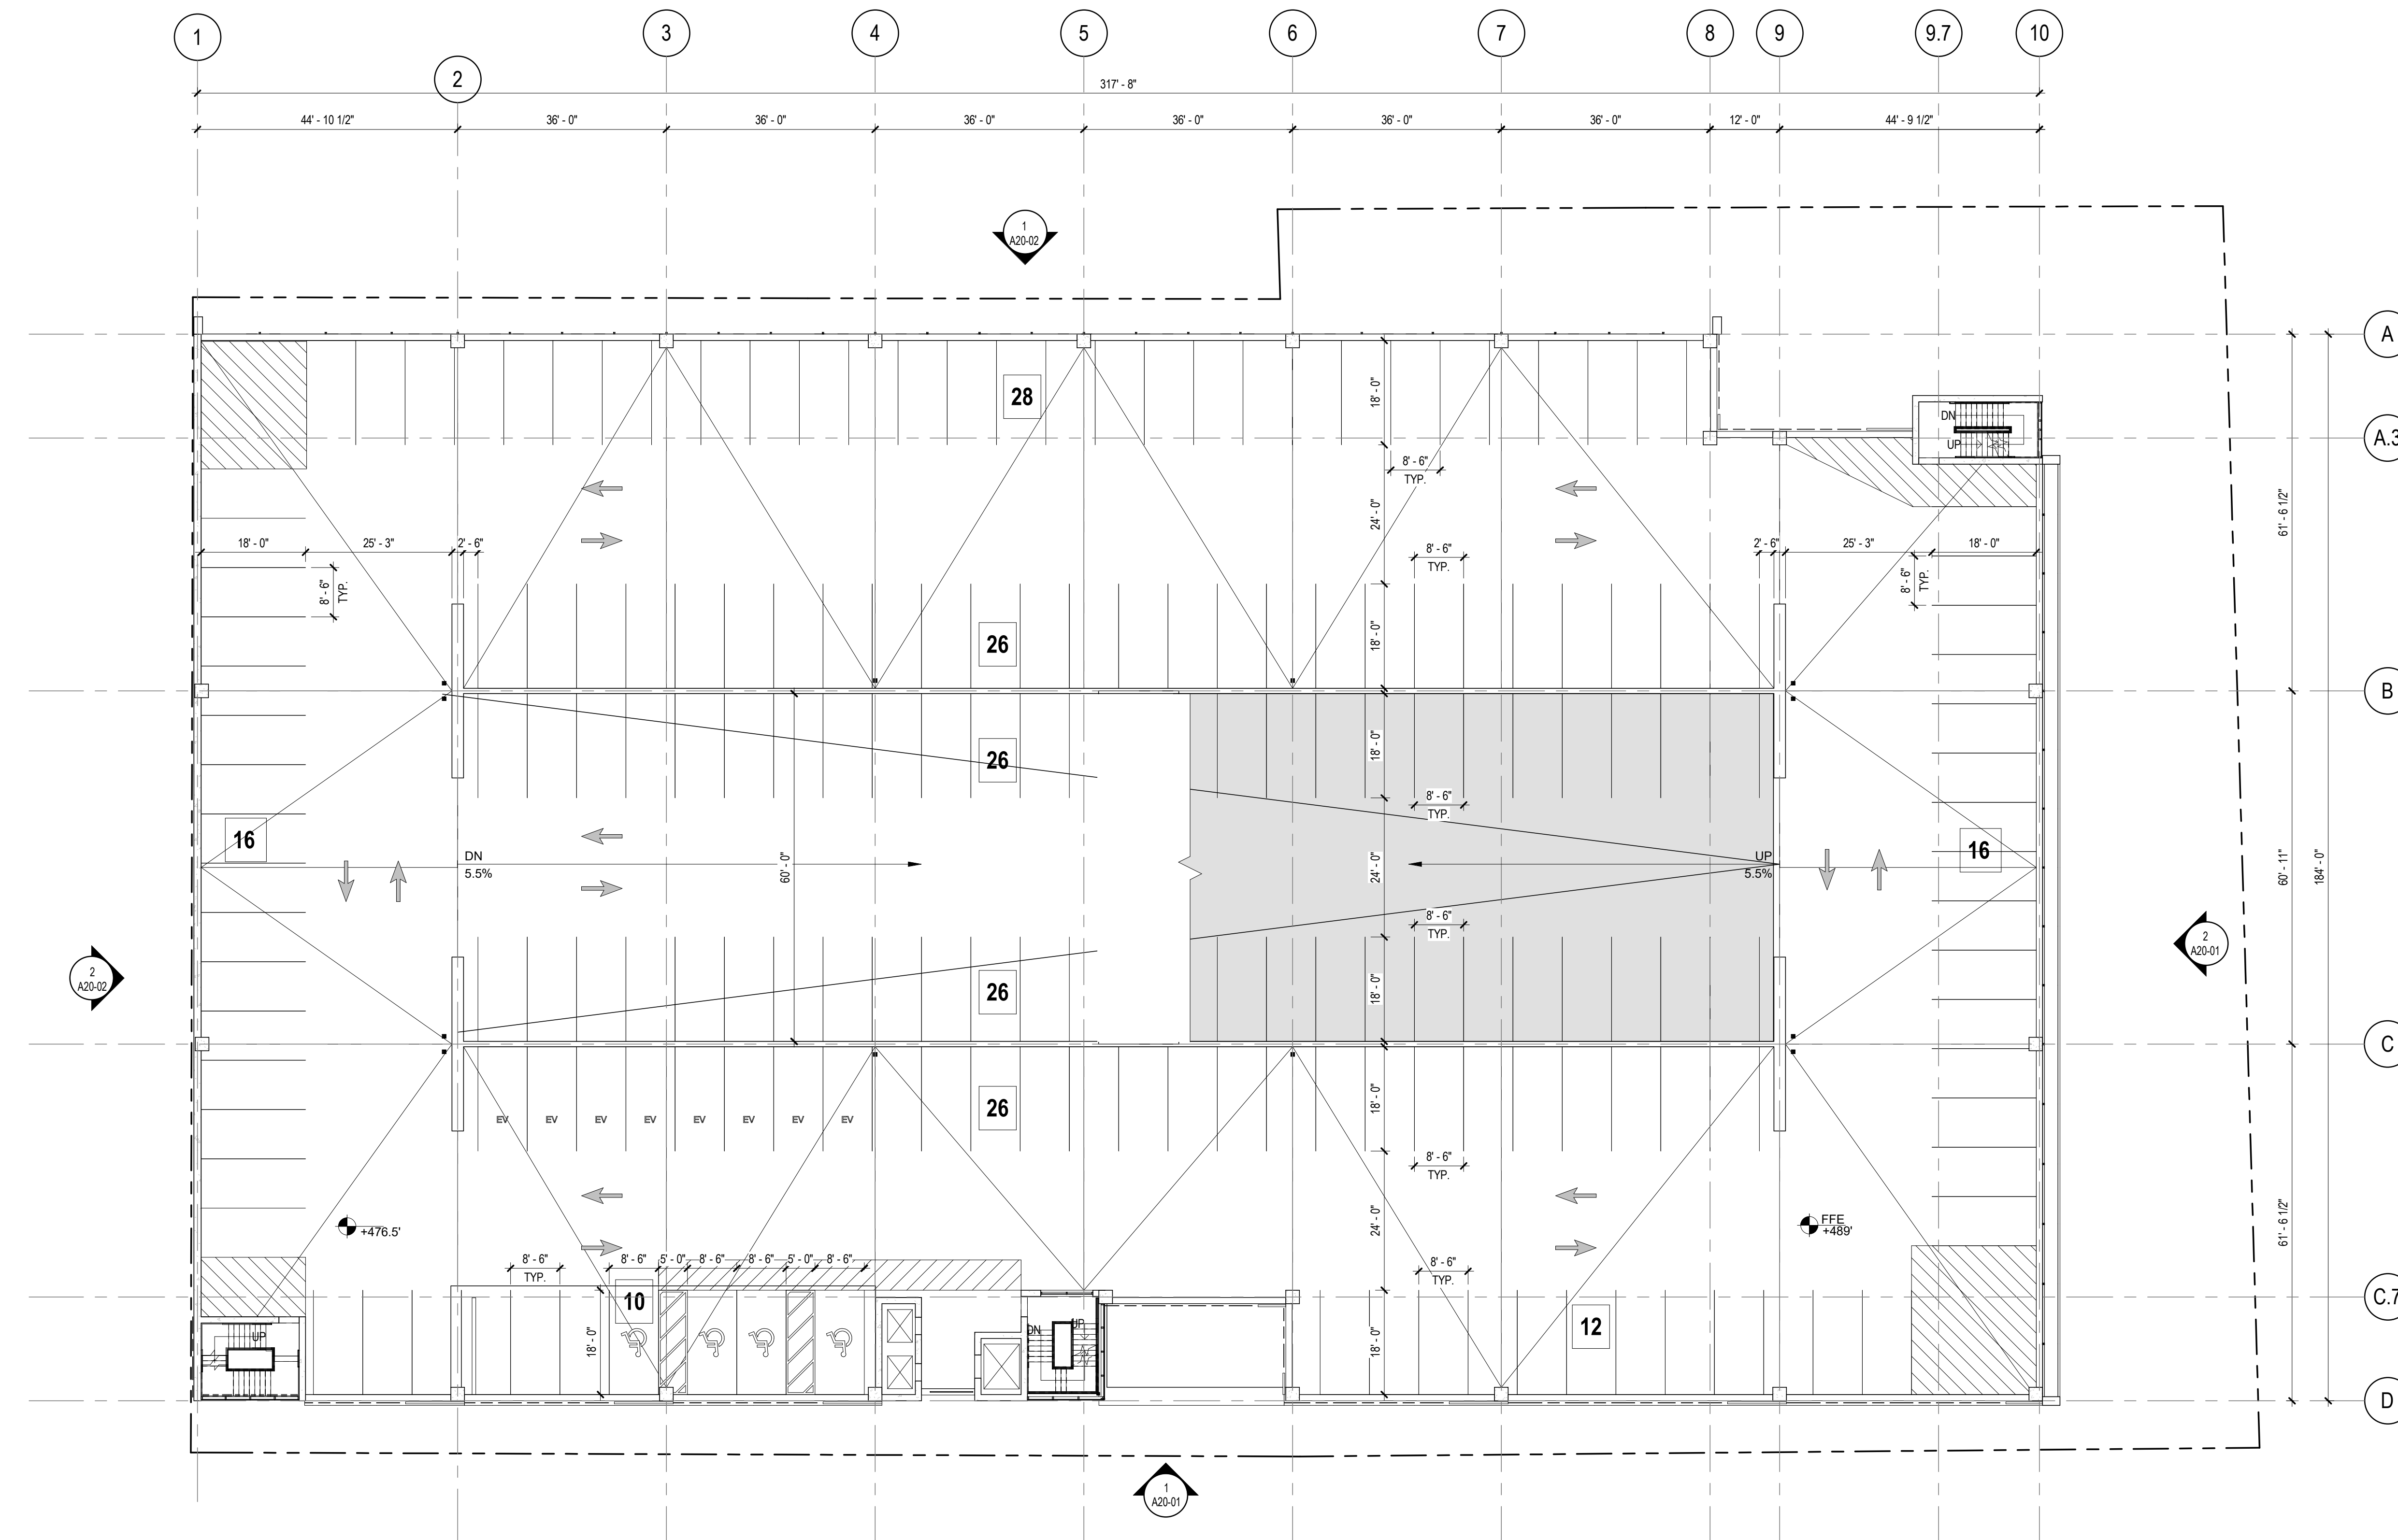 1
2
3
4
5
6
7
8
9
9.7
10
317' - 8"
44' - 10 1/2"
36' - 0"
36' - 0"
36' - 0"
36' - 0"
36' - 0"
36' - 0"
12' - 0"
44' - 9 1/2"
1
A20-02
A
28
18' - 0"
DN
UP
A.3
8' - 6"
TYP.
24' - 0"
61' - 6 1/2"
18' - 0"
25' - 3"
2' - 6"
8' - 6"
TYP.
8' - 6"
TYP.
2' - 6"
25' - 3"
18' - 0"
8' - 6"
TYP.
26
18' - 0"
B
26
18' - 0"
8' - 6"
TYP.
16
DN
5.5%
60' - 0"
24' - 0"
UP
5.5%
16
60' - 11"
184' - 0"
8' - 6"
TYP.
2
A20-02
26
18' - 0"
2
A20-01
C
EV
EV
EV
EV
EV
EV
EV
EV
26
18' - 0"
8' - 6"
TYP.
+476.5'
24' - 0"
FFE
+489'
61' - 6 1/2"
8' - 6"
TYP.
8' - 6"
5' - 0"
8' - 6"
8' - 6"
5' - 0"
8' - 6"
8' - 6"
TYP.
C.7
10
12
UP
18' - 0"
DN
UP
18' - 0"
D
1
A20-01